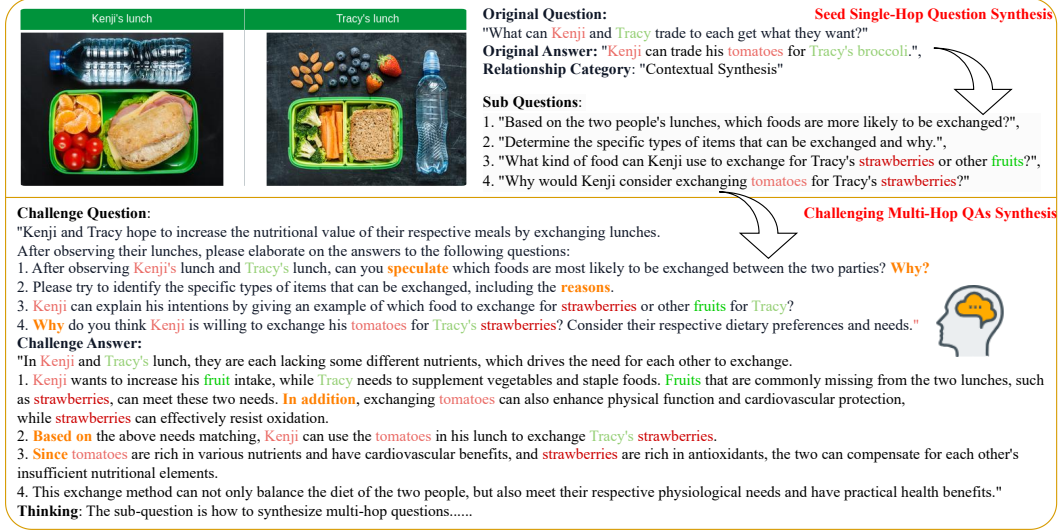 Kenji's lunch
Tracy's lunch
Original Question:
Seed Single-Hop Question Synthesis
"What can Kenji and Tracy trade to each get what they want?"
Original Answer: "Kenji can trade his tomatoes for Tracy's broccoli.",
Relationship Category: "Contextual Synthesis"
Sub Questions:
1. "Based on the two people's lunches, which foods are more likely to be exchanged?",
2. "Determine the specific types of items that can be exchanged and why.",
3. "What kind of food can Kenji use to exchange for Tracy's strawberries or other fruits?",
4. "Why would Kenji consider exchanging tomatoes for Tracy's strawberries?"
Challenge Question:
Challenging Multi-Hop QAs Synthesis
"Kenji and Tracy hope to increase the nutritional value of their respective meals by exchanging lunches.
After observing their lunches, please elaborate on the answers to the following questions:
1. After observing Kenji's lunch and Tracy's lunch, can you speculate which foods are most likely to be exchanged between the two parties? Why?
2. Please try to identify the specific types of items that can be exchanged, including the reasons.
3. Kenji can explain his intentions by giving an example of which food to exchange for strawberries or other fruits for Tracy?
4. Why do you think Kenji is willing to exchange his tomatoes for Tracy's strawberries? Consider their respective dietary preferences and needs."
Challenge Answer:
"In Kenji and Tracy's lunch, they are each lacking some different nutrients, which drives the need for each other to exchange.
1. Kenji wants to increase his fruit intake, while Tracy needs to supplement vegetables and staple foods. Fruits that are commonly missing from the two lunches, such
as strawberries, can meet these two needs. In addition, exchanging tomatoes can also enhance physical function and cardiovascular protection,
while strawberries can effectively resist oxidation.
2. Based on the above needs matching, Kenji can use the tomatoes in his lunch to exchange Tracy's strawberries.
3. Since tomatoes are rich in various nutrients and have cardiovascular benefits, and strawberries are rich in antioxidants, the two can compensate for each other's
insufficient nutritional elements.
4. This exchange method can not only balance the diet of the two people, but also meet their respective physiological needs and have practical health benefits."
Thinking: The sub-question is how to synthesize multi-hop questions......